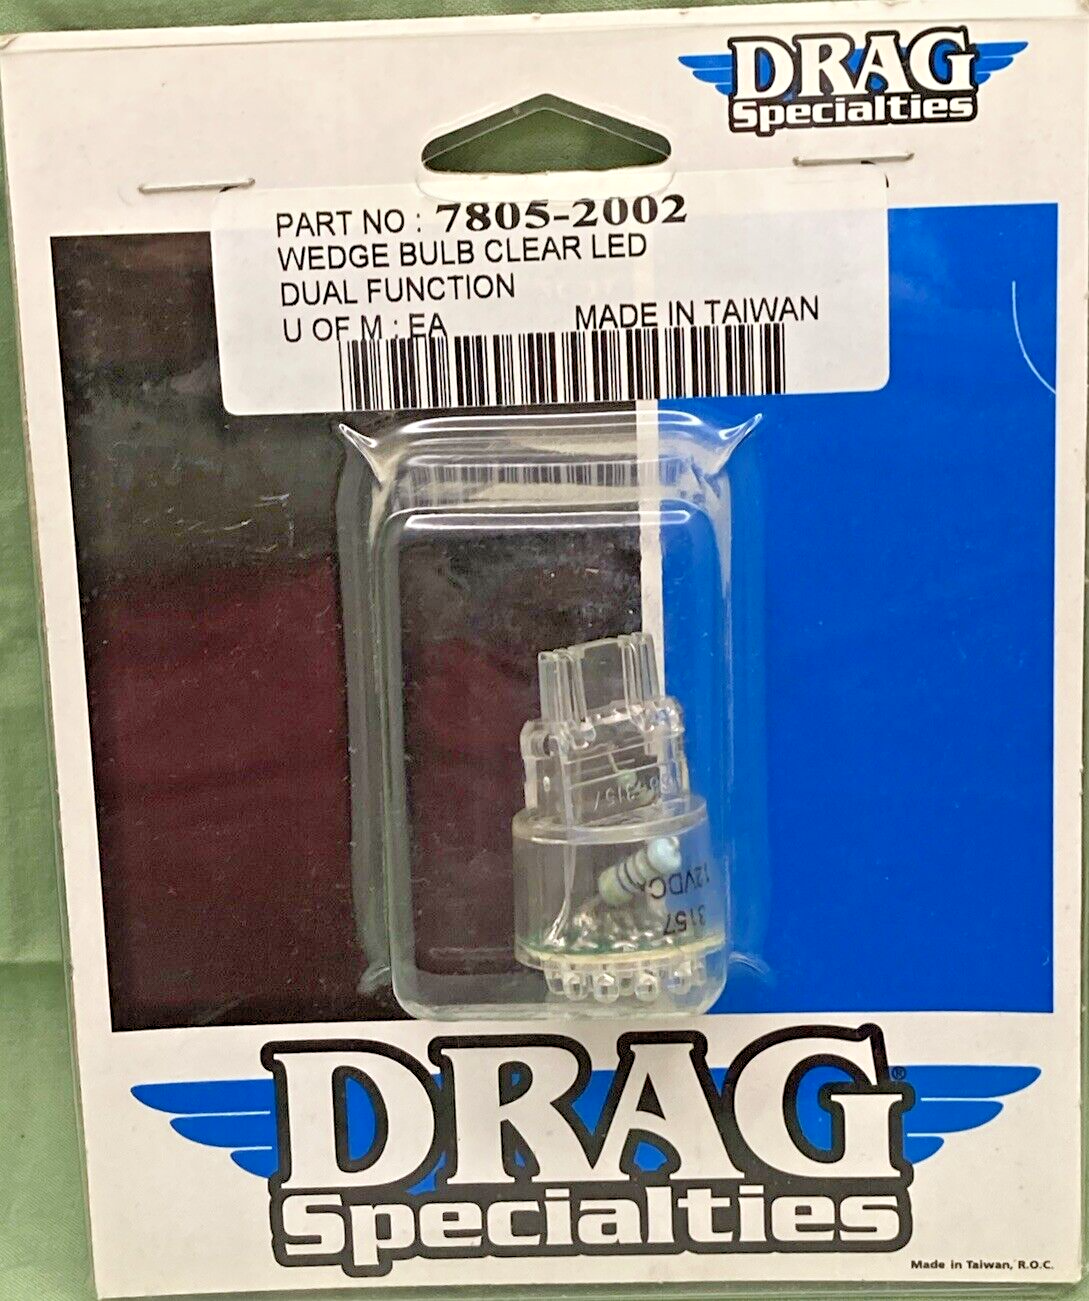 DRAG
Specialties
PART NO : 7805-2002
WEDGE BULB CLEAR LED
DUAL FUNCTION
U OF M : EA MADE IN TAIWAN
3157
12VDC
3157
DRAG®
Specialties
Made in Taiwan, R.O.C.